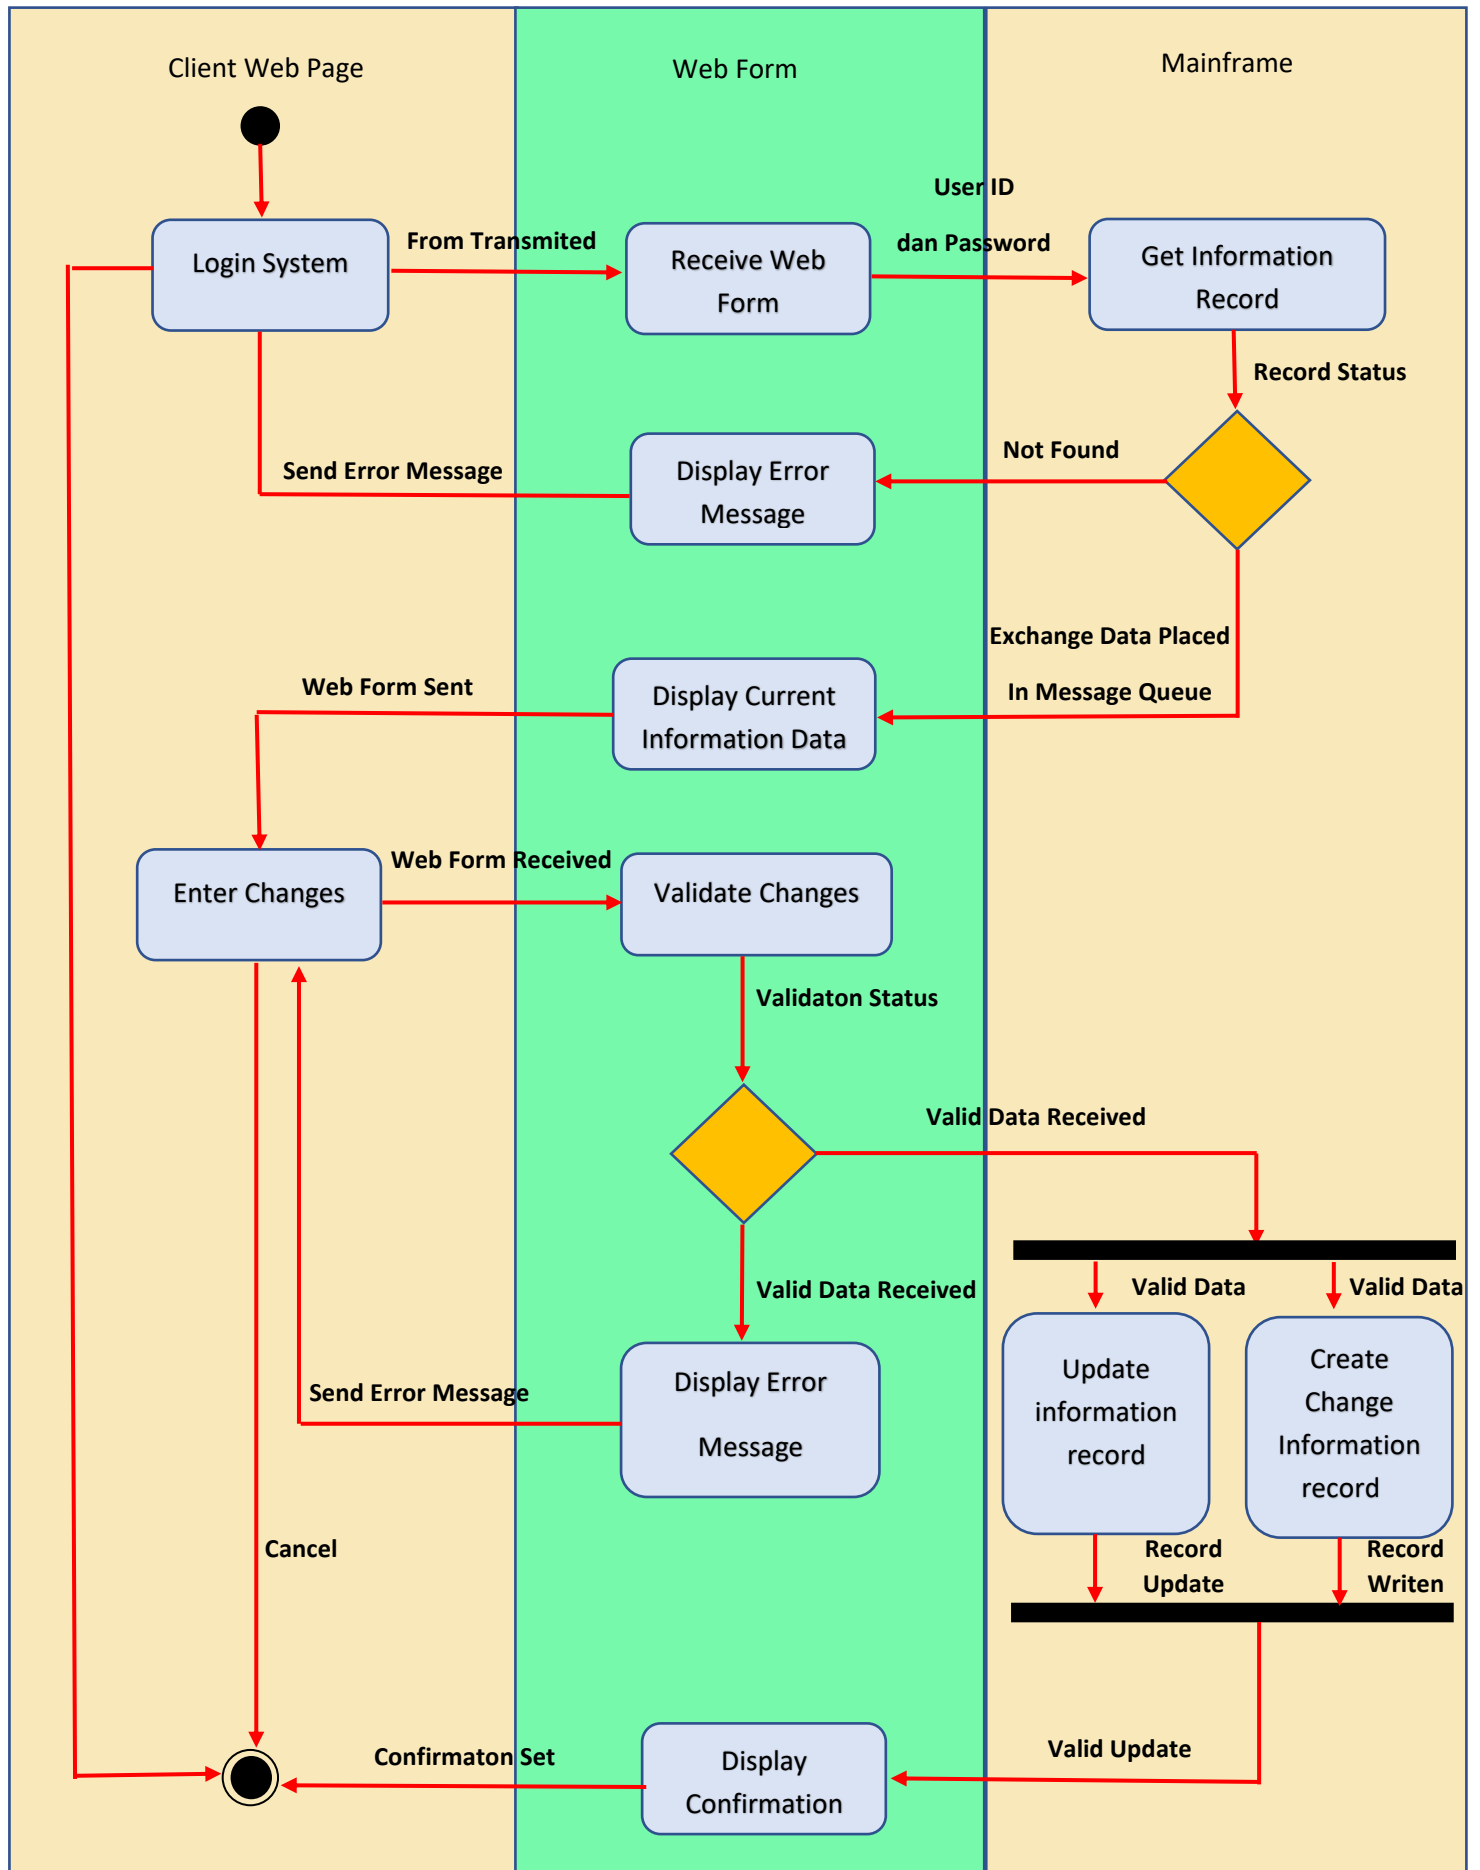 Client Web Page
Web Form
Mainframe
User ID
dan Password
From Transmited
Login System
Receive Web
Form
Get Information
Record
Record Status
Not Found
Send Error Message
Display Error
Message
Exchange Data Placed
In Message Queue
Web Form Sent
Display Current
Information Data
Web Form Received
Enter Changes
Validate Changes
Validaton Status
Valid Data Received
Valid Data
Valid Data
Valid Data Received
Update
information
record
Create
Change
Information
record
Send Error Message
Display Error
Message
Cancel
Record
Update
Record
Writen
Confirmaton Set
Display
Confirmation
Valid Update